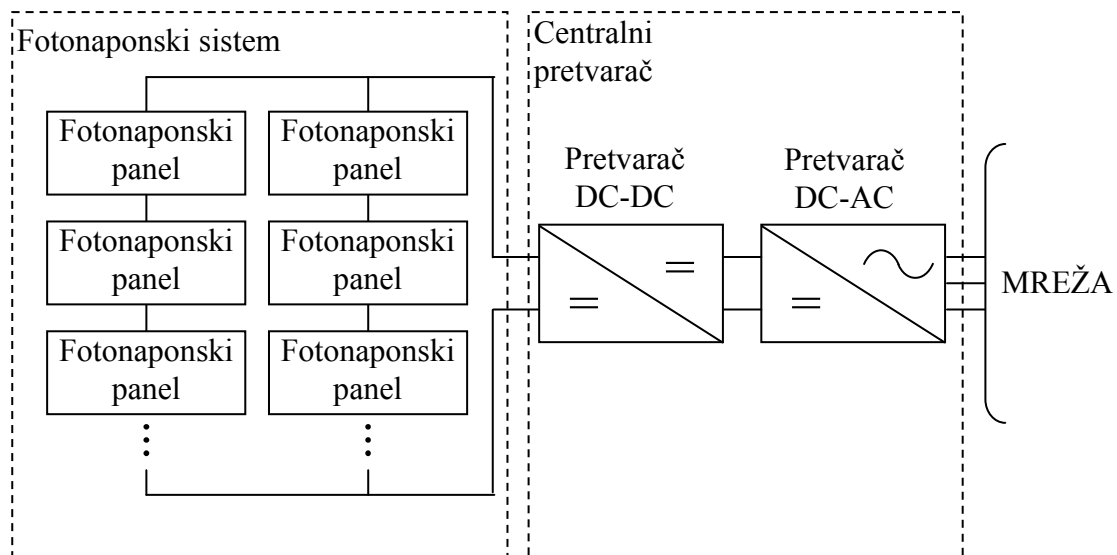 Fotonaponski sistem
Fotonaponski
panel
Fotonaponski
panel
Fotonaponski
panel
Fotonaponski
panel
Fotonaponski
panel
Fotonaponski
panel
Centralni
pretvarač
Pretvarač
DC-DC
Pretvarač
DC-AC
MREŽA